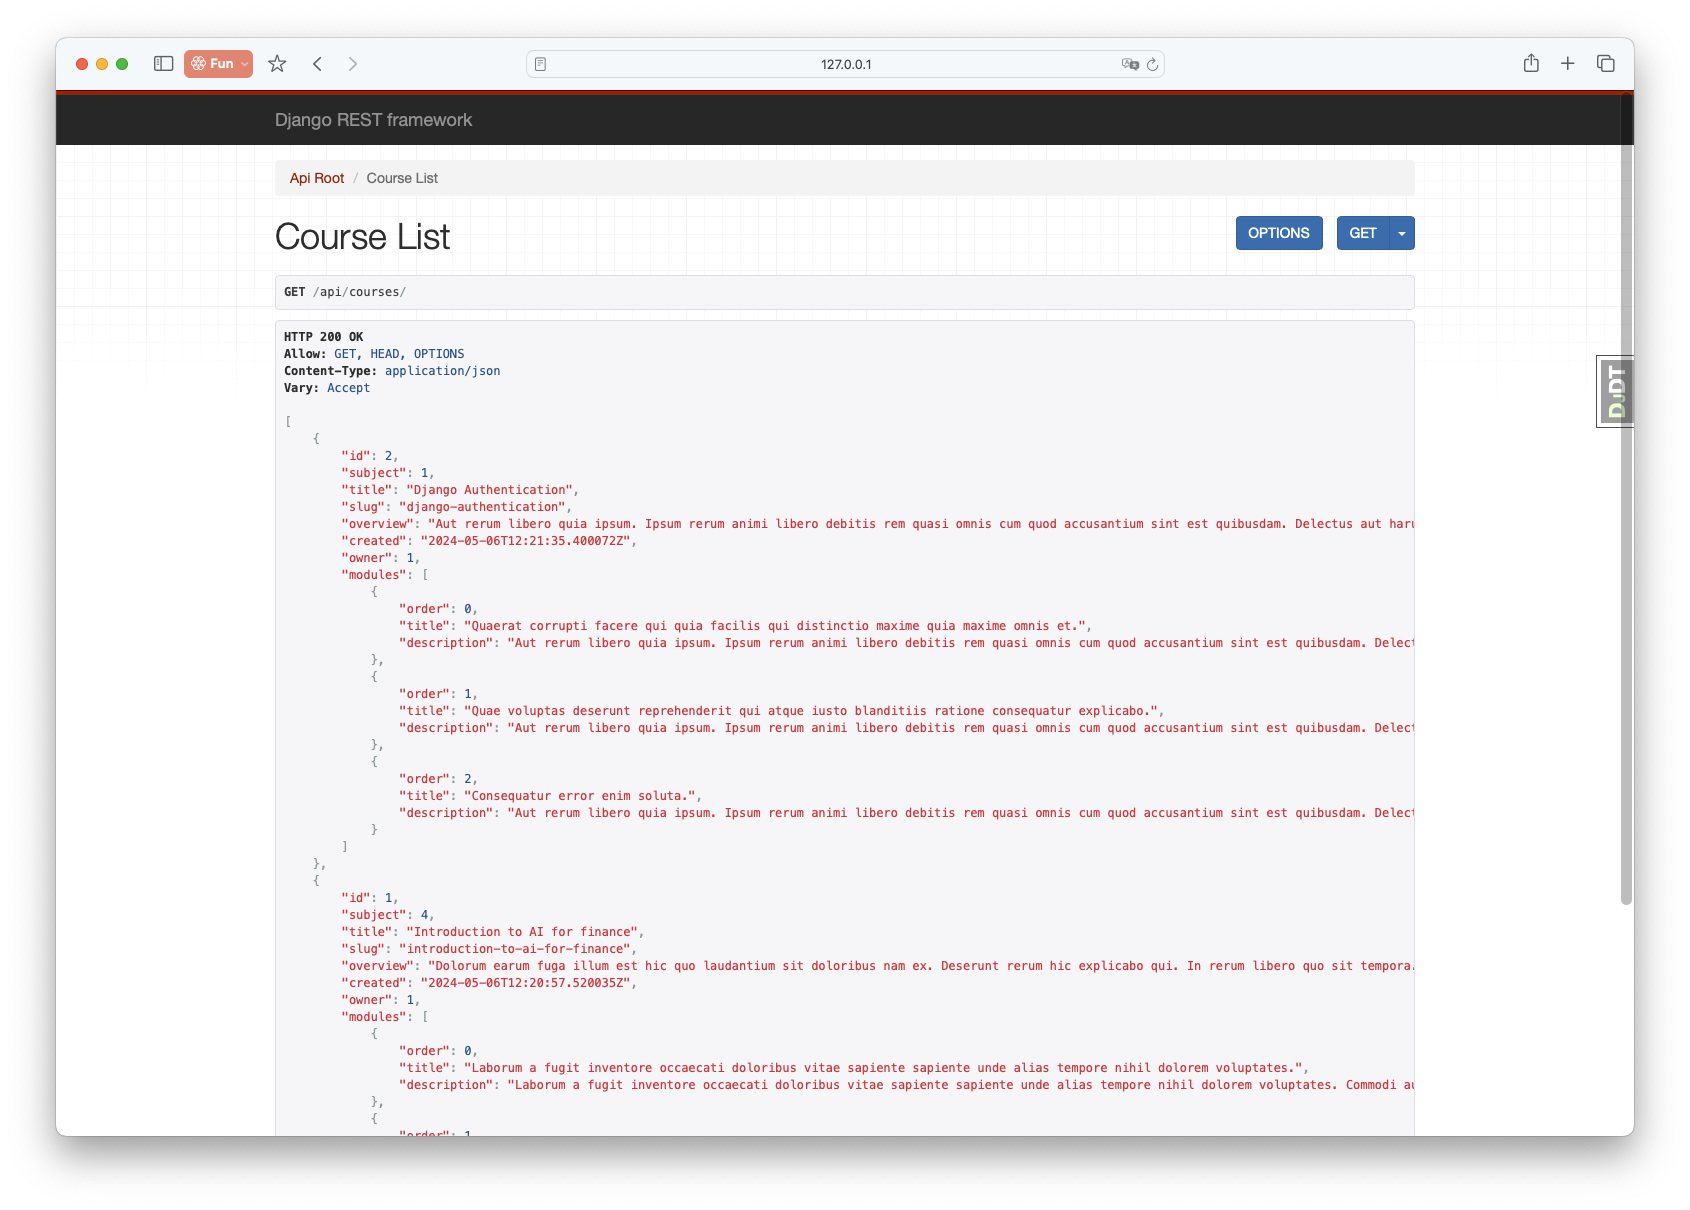 Fun
127.0.0.1
Django REST framework
Api Root / Course List
Course List
OPTIONS
GET
GET /api/courses/
HTTP 200 OK
Allow: GET, HEAD, OPTIONS
Content-Type: application/json
Vary: Accept
DJDT
[
    {
        "id": 2,
        "subject": 1,
        "title": "Django Authentication",
        "slug": "django-authentication",
        "overview": "Aut rerum libero quia ipsum. Ipsum rerum animi libero debitis rem quasi omnis cum quod accusantium sint est quibusdam. Delectus aut haru
        "created": "2024-05-06T12:21:35.400072Z",
        "owner": 1,
        "modules": [
            {
                "order": 0,
                "title": "Quaerat corrupti facere qui quia facilis qui distinctio maxime quia maxime omnis et.",
                "description": "Aut rerum libero quia ipsum. Ipsum rerum animi libero debitis rem quasi omnis cum quod accusantium sint est quibusdam. Delect
            },
            {
                "order": 1,
                "title": "Quae voluptas deserunt reprehenderit qui atque iusto blanditiis ratione consequatur explicabo.",
                "description": "Aut rerum libero quia ipsum. Ipsum rerum animi libero debitis rem quasi omnis cum quod accusantium sint est quibusdam. Delect
            },
            {
                "order": 2,
                "title": "Consequatur error enim soluta.",
                "description": "Aut rerum libero quia ipsum. Ipsum rerum animi libero debitis rem quasi omnis cum quod accusantium sint est quibusdam. Delect
            }
        ]
    },
    {
        "id": 1,
        "subject": 4,
        "title": "Introduction to AI for finance",
        "slug": "introduction-to-ai-for-finance",
        "overview": "Dolorum earum fuga illum est hic quo laudantium sit doloribus nam ex. Deserunt rerum hic explicabo qui. In rerum libero quo sit tempora.
        "created": "2024-05-06T12:20:57.520035Z",
        "owner": 1,
        "modules": [
            {
                "order": 0,
                "title": "Laborum a fugit inventore occaecati doloribus vitae sapiente sapiente unde alias tempore nihil dolorem voluptates.",
                "description": "Laborum a fugit inventore occaecati doloribus vitae sapiente sapiente unde alias tempore nihil dolorem voluptates. Commodi au
            },
            {
                "order": 1